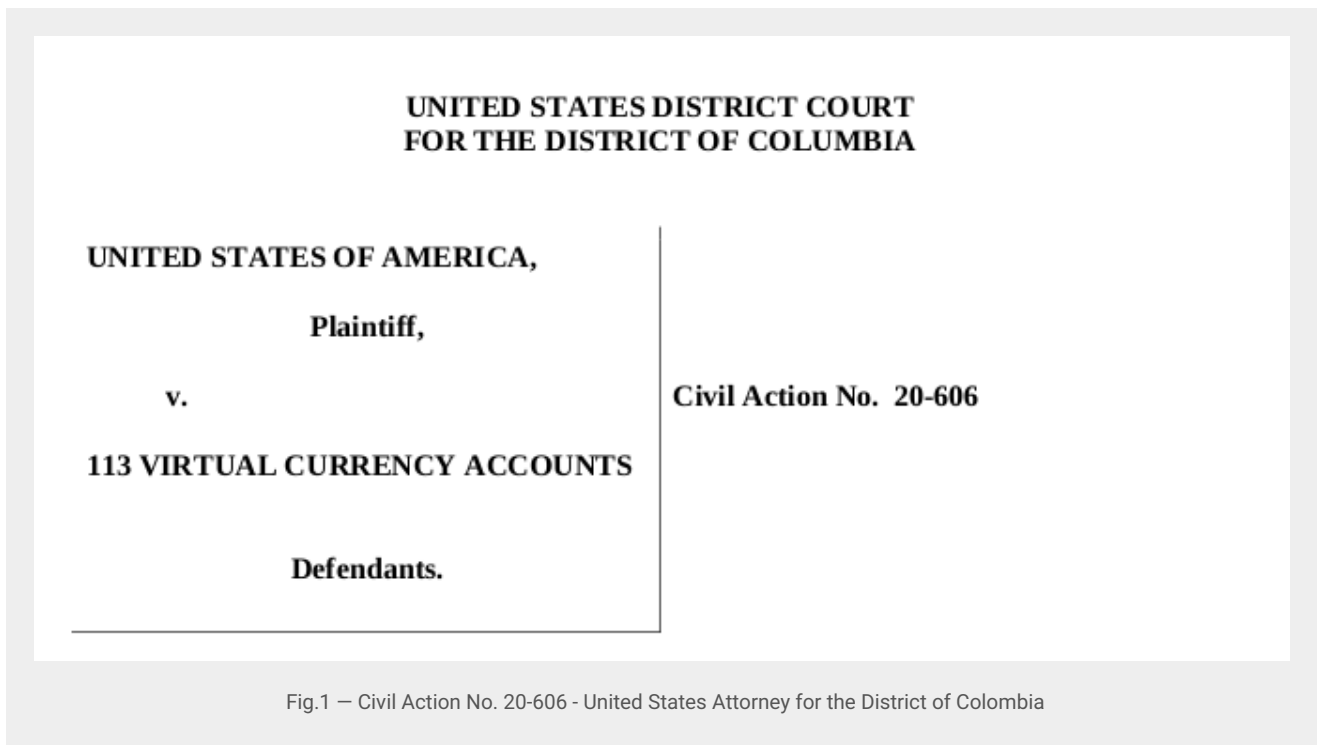 UNITED STATES DISTRICT COURT
FOR THE DISTRICT OF COLUMBIA
UNITED STATES OF AMERICA,
Plaintiff,
v.
113 VIRTUAL CURRENCY ACCOUNTS
Defendants.
Civil Action No. 20-606
Fig.1 — Civil Action No. 20-606 - United States Attorney for the District of Colombia